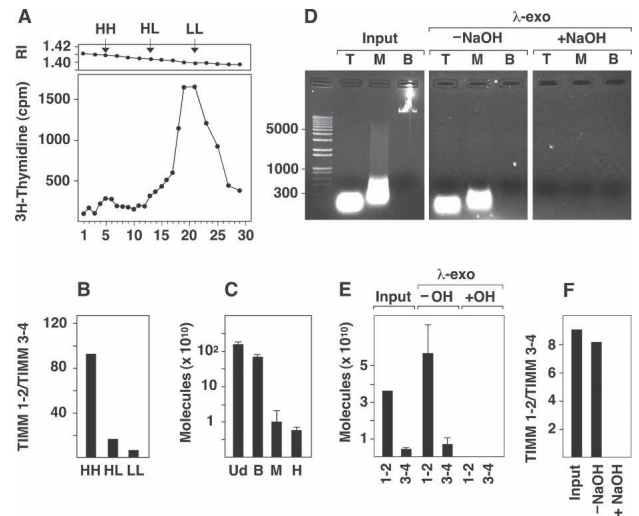 A
HH HL LL
RI
1.42
1.40
3H-Thymidine (cpm)
1500
1000
500
1 5 10 15 20 25 30
D
λ-exo
Input −NaOH +NaOH
T M B T M B T M B
5000
1000
300
B
TIMM 1-2/TIMM 3-4
120
80
40
HH HL LL
C
Molecules (x 10¹⁰)
10²
10
1
Ud B M H
E
λ-exo
Input −OH +OH
Molecules (x 10¹⁰)
5
3
1
1-2 3-4 1-2 3-4 1-2 3-4
F
TIMM 1-2/TIMM 3-4
8
6
4
2
Input −NaOH + NaOH